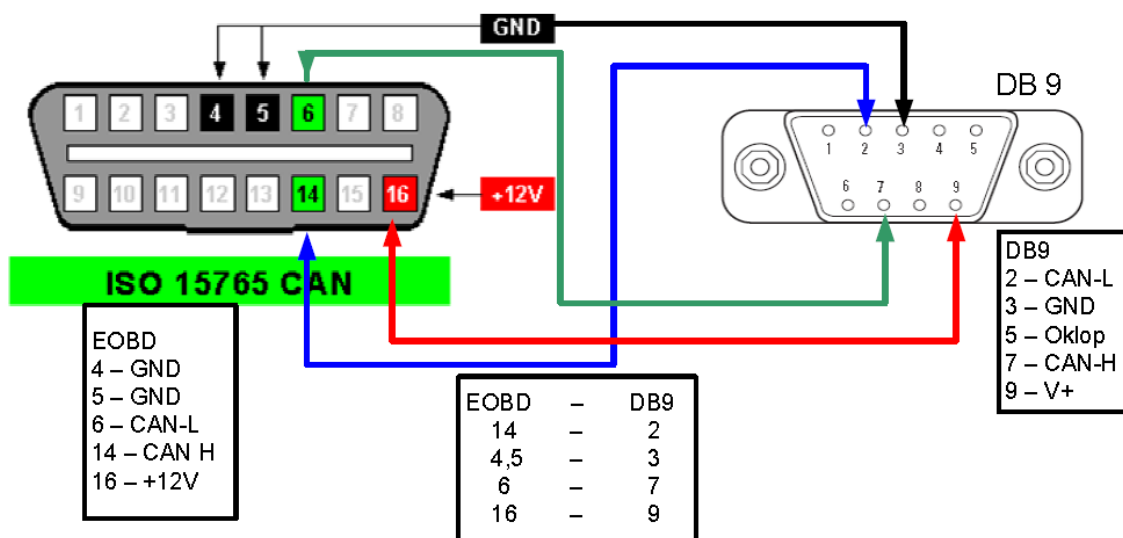 GND
DB 9
1 2 3 4 5 6 7 8
9 10 11 12 13 14 15 16
+12V
1 2 3 4 5
6 7 8 9
ISO 15765 CAN
EOBD
4 – GND
5 – GND
6 – CAN-L
14 – CAN H
16 – +12V
EOBD – DB9
14 – 2
4,5 – 3
6 – 7
16 – 9
DB9
2 – CAN-L
3 – GND
5 – Oklop
7 – CAN-H
9 – V+